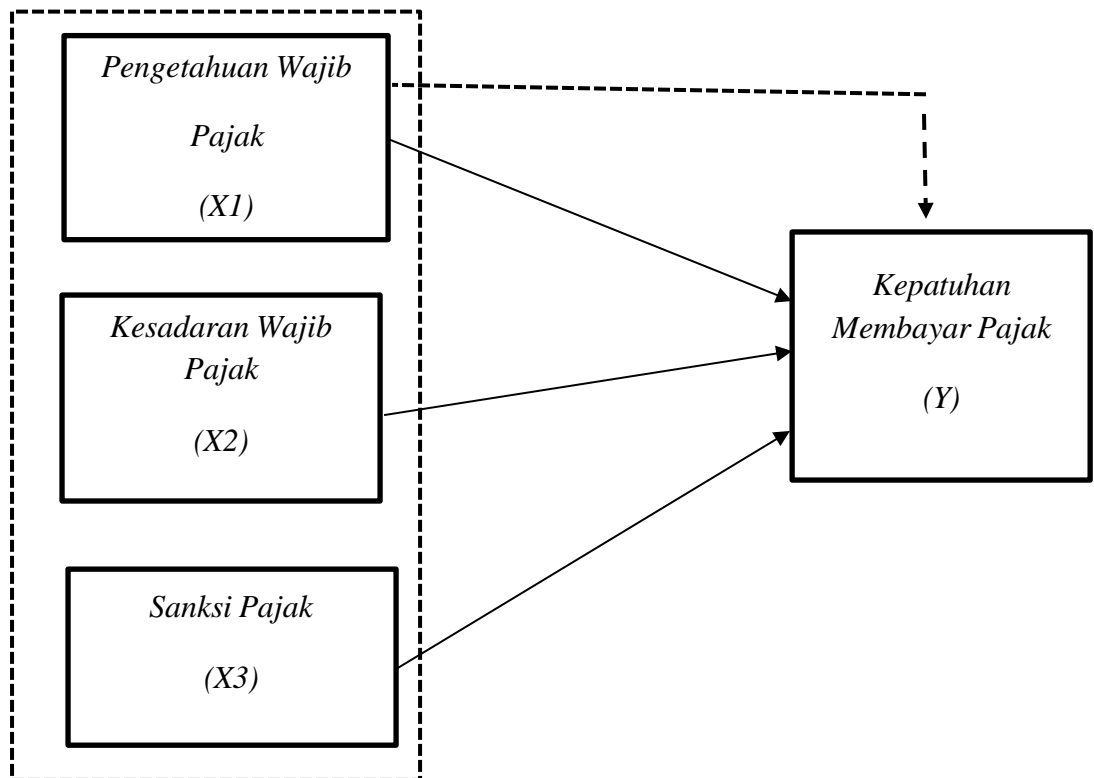 Pengetahuan Wajib
Pajak
(X1)
Kesadaran Wajib
Pajak
(X2)
Sanksi Pajak
(X3)
Kepatuhan
Membayar Pajak
(Y)